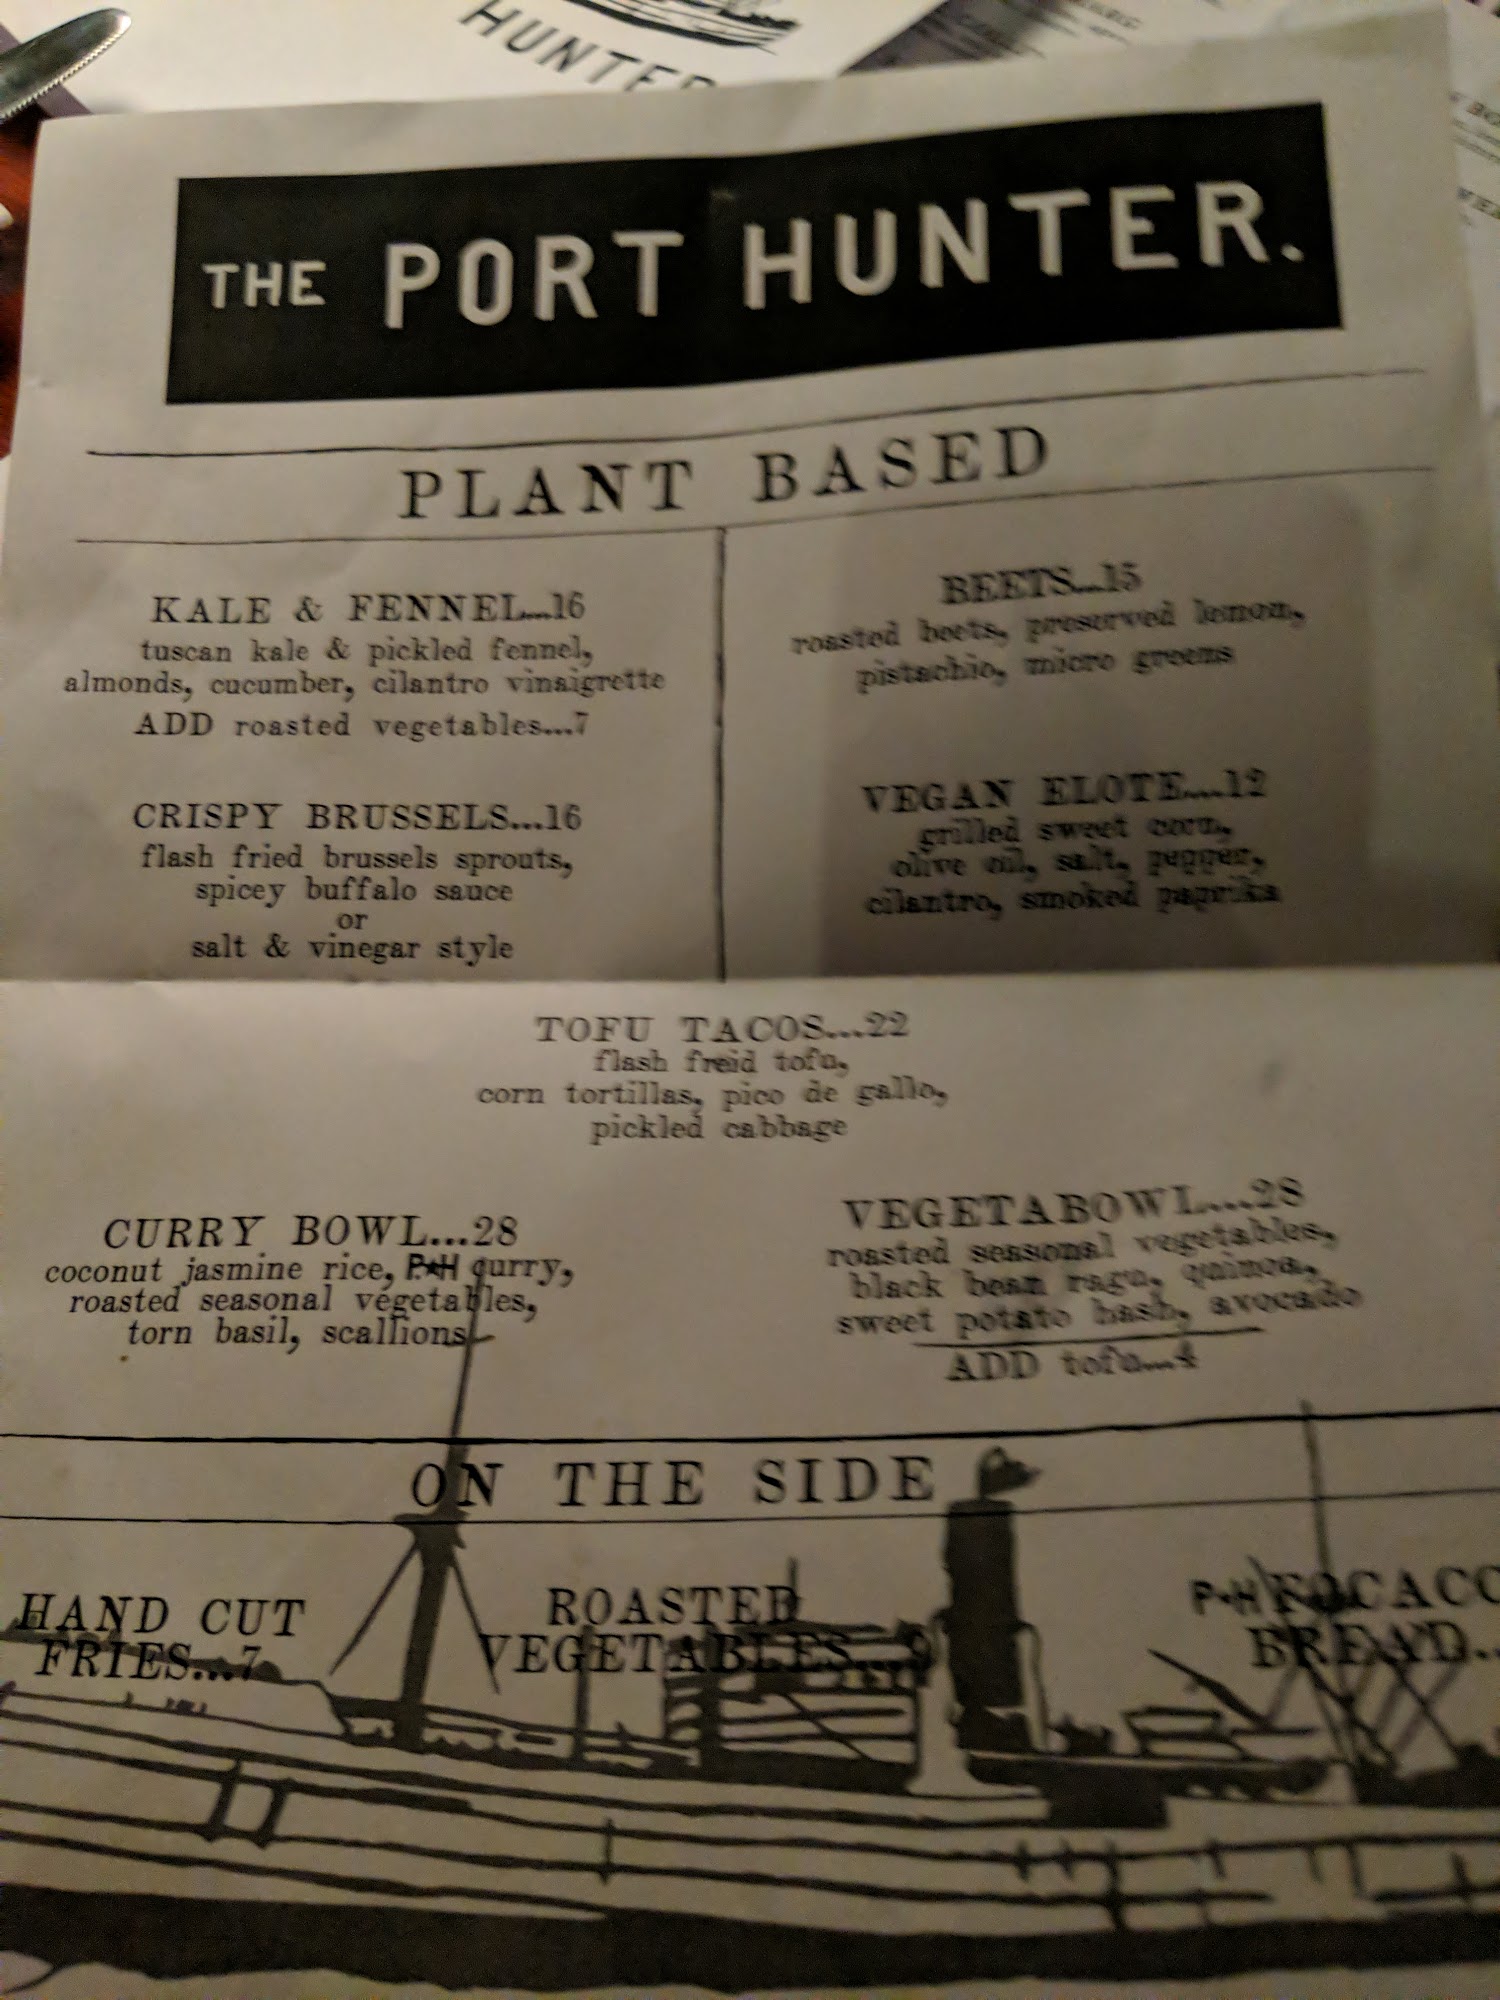 HUNTER
THE PORT HUNTER.
PLANT BASED
KALE & FENNEL...16
tuscan kale & pickled fennel,
almonds, cucumber, cilantro vinaigrette
ADD roasted vegetables...7
CRISPY BRUSSELS...16
flash fried brussels sprouts,
spicey buffalo sauce
or
salt & vinegar style
BEETS...15
roasted beets, preserved lemon,
pistachio, micro greens
VEGAN ELOTE...12
grilled sweet corn,
olive oil, salt, pepper,
cilantro, smoked paprika
TOFU TACOS...22
flash freid tofu,
corn tortillas, pico de gallo,
pickled cabbage
CURRY BOWL...28
coconut jasmine rice, P★H curry,
roasted seasonal vegetables,
torn basil, scallions
VEGETABOWL...28
roasted seasonal vegetables,
black bean ragu, quinoa,
sweet potato hash, avocado
ADD tofu...4
ON THE SIDE
HAND CUT
FRIES...7
ROASTED
VEGETABLES...9
P★H FOCACC
BREAD..